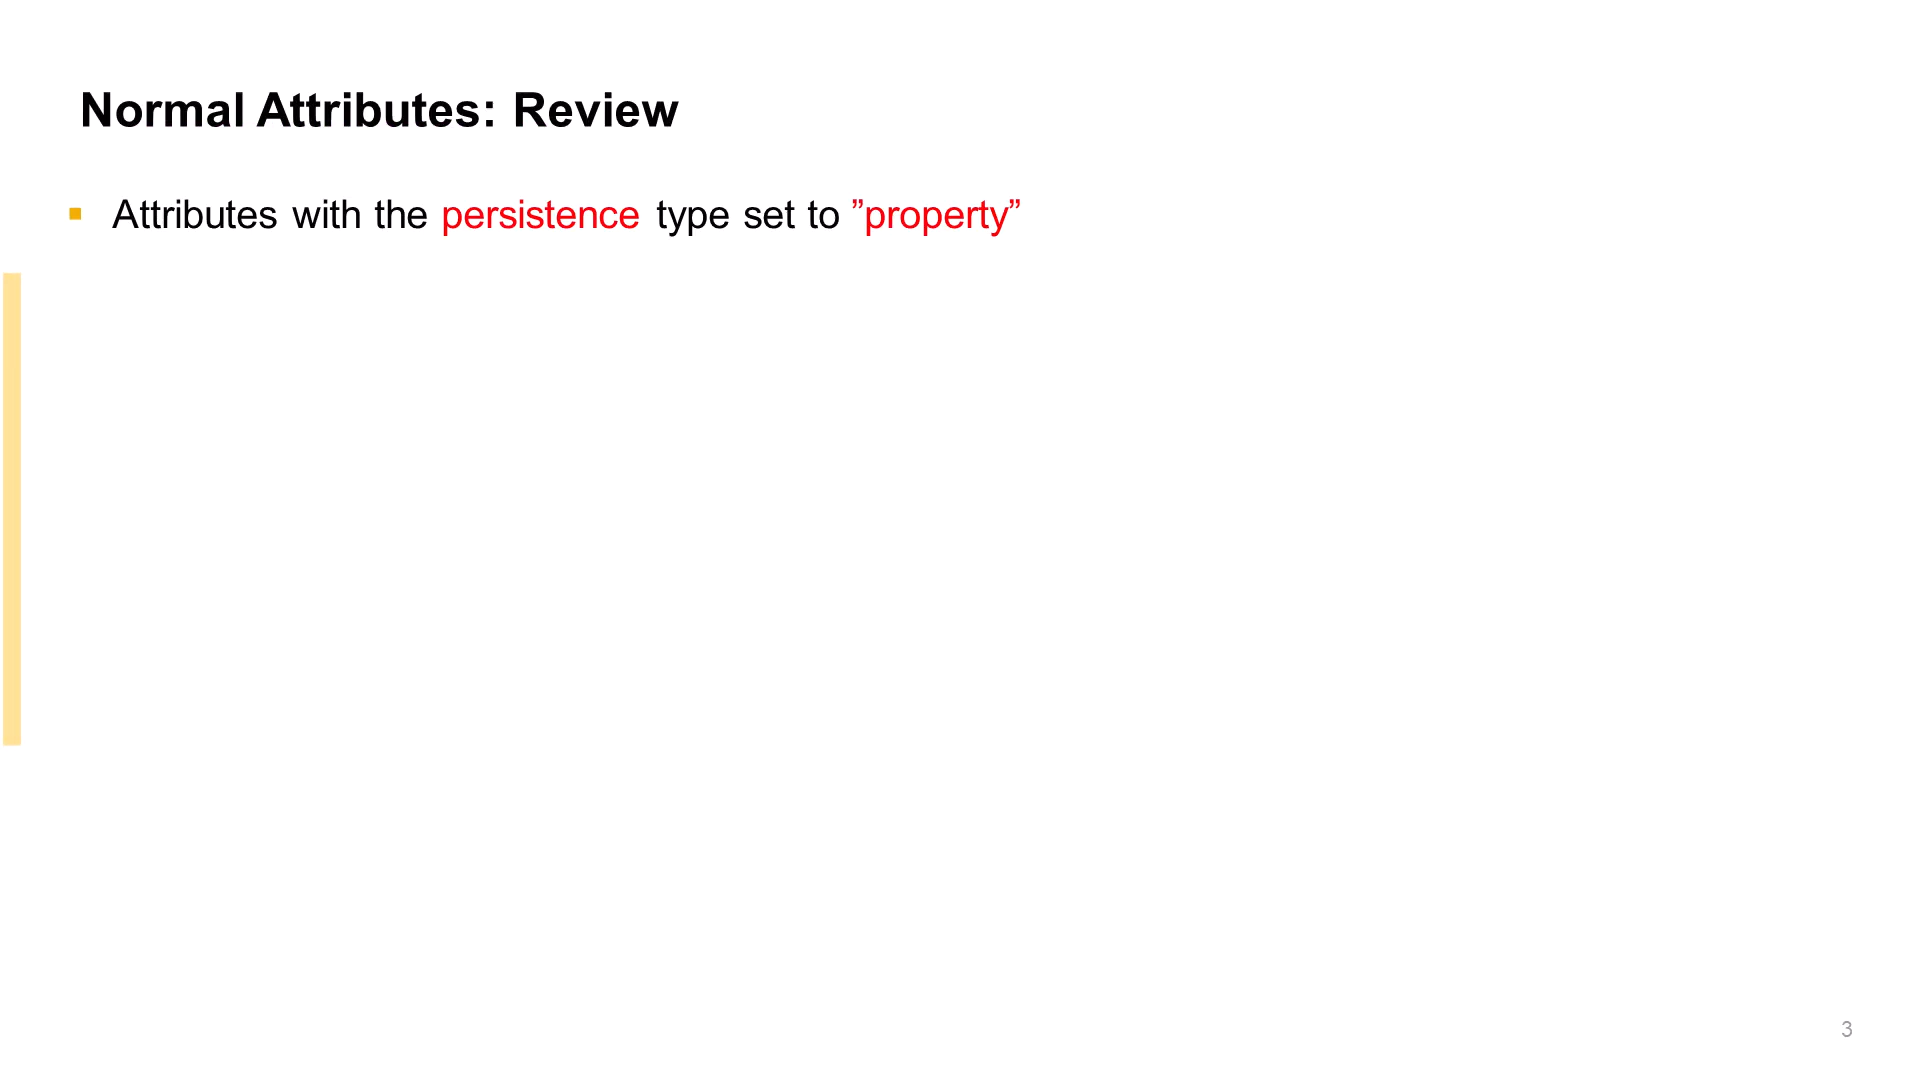 Normal Attributes: Review
▪ Attributes with the persistence type set to ”property”
3